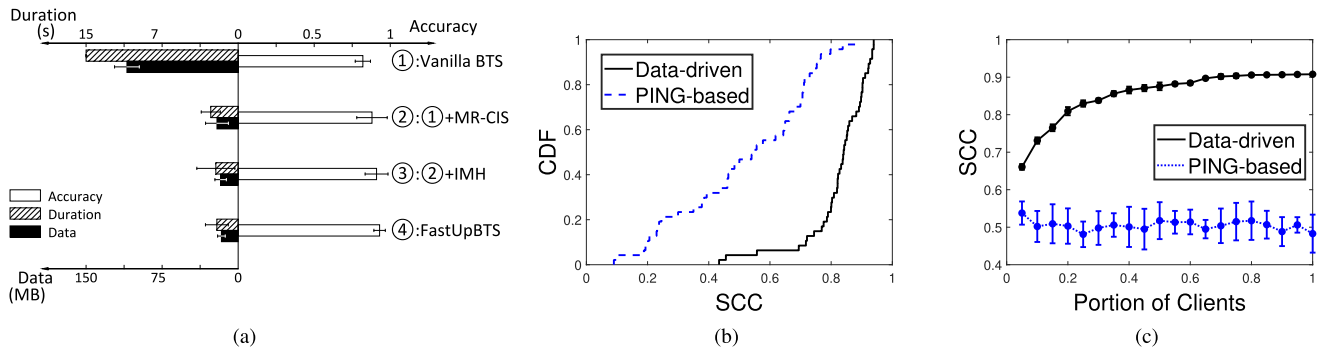 Duration
(s)
Accuracy
15 7 0 0.5 1
①:Vanilla BTS
②:①+MR-CIS
③:②+IMH
④:FastUpBTS
Accuracy
Duration
Data
Data
(MB)
150 75 0
(a)
1
0.8
0.6
0.4
0.2
0
CDF
Data-driven
PING-based
0 0.2 0.4 0.6 0.8 1
SCC
(b)
1
0.9
0.8
0.7
0.6
0.5
0.4
SCC
Data-driven
PING-based
0 0.2 0.4 0.6 0.8 1
Portion of Clients
(c)